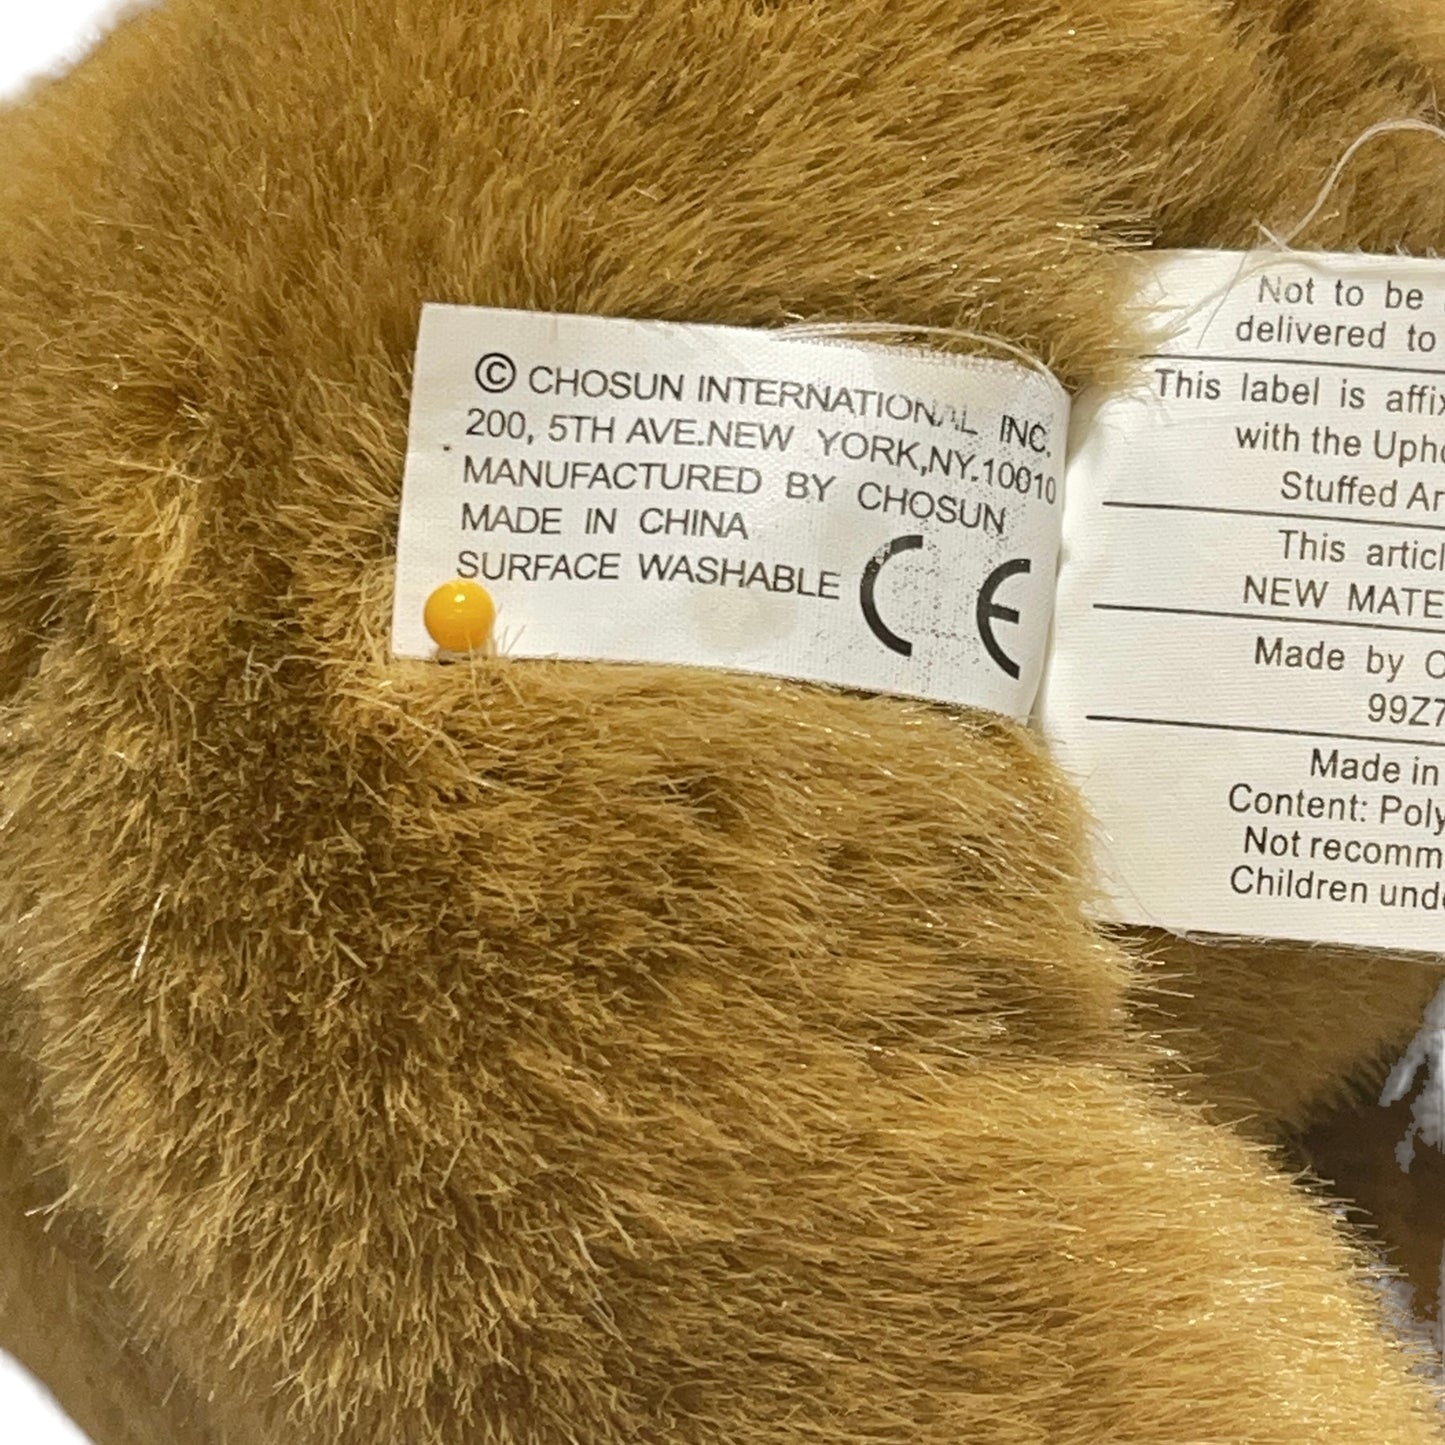 © CHOSUN INTERNATIONAL INC.
200, 5TH AVE.NEW YORK,NY.10010
MANUFACTURED BY CHOSUN
MADE IN CHINA
SURFACE WASHABLE
CE
Not to be
delivered to
This label is
with the
Stuffed
This
NEW
Made by
Made in
Content:
Not
Children